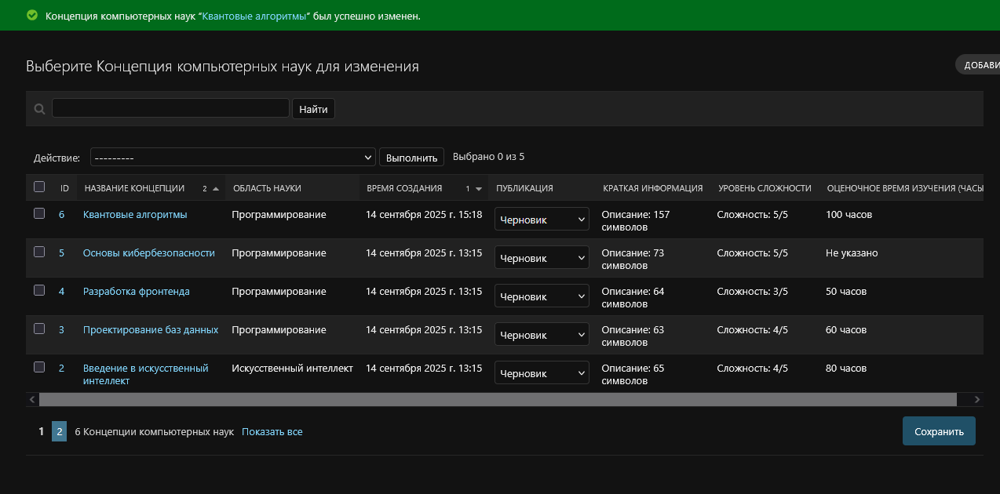 Концепция компьютерных наук “Квантовые алгоритмы” был успешно изменен.
Выберите Концепция компьютерных наук для изменения
ДОБАВИ
Найти
Действие: --------- Выполнить Выбрано 0 из 5
ID НАЗВАНИЕ КОНЦЕПЦИИ 2 ОБЛАСТЬ НАУКИ ВРЕМЯ СОЗДАНИЯ 1 ПУБЛИКАЦИЯ КРАТКАЯ ИНФОРМАЦИЯ УРОВЕНЬ СЛОЖНОСТИ ОЦЕНОЧНОЕ ВРЕМЯ ИЗУЧЕНИЯ (ЧАСЫ
6 Квантовые алгоритмы Программирование 14 сентября 2025 г. 15:18 Черновик Описание: 157 Сложность: 5/5 100 часов
символов
5 Основы кибербезопасности Программирование 14 сентября 2025 г. 13:15 Черновик Описание: 73 Сложность: 5/5 Не указано
символов
4 Разработка фронтенда Программирование 14 сентября 2025 г. 13:15 Черновик Описание: 64 Сложность: 3/5 50 часов
символов
3 Проектирование баз данных Программирование 14 сентября 2025 г. 13:15 Черновик Описание: 63 Сложность: 4/5 60 часов
символов
2 Введение в искусственный Искусственный интеллект 14 сентября 2025 г. 13:15 Черновик Описание: 65 Сложность: 4/5 80 часов
интеллект символов
1 2 6 Концепции компьютерных наук Показать все Сохранить